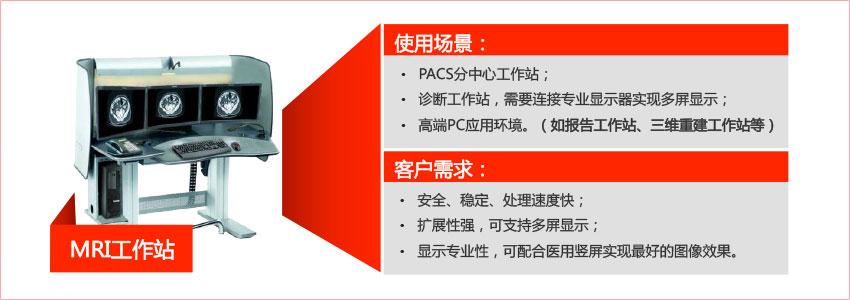 使用场景：
• PACS分中心工作站；
• 诊断工作站，需要连接专业显示器实现多屏显示；
• 高端PC应用环境。（如报告工作站、三维重建工作站等）
客户需求：
• 安全、稳定、处理速度快；
• 扩展性强，可支持多屏显示；
• 显示专业性，可配合医用竖屏实现最好的图像效果。
MRI工作站